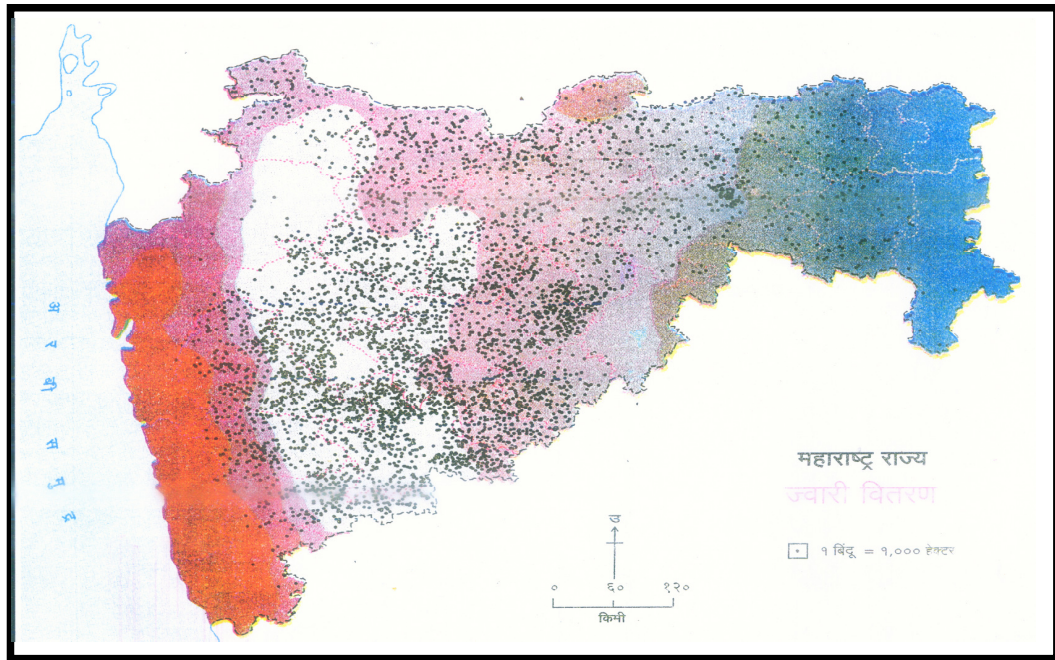 अरबी समुद्र
महाराष्ट्र राज्य
ज्वारी वितरण
१ बिंदू = १,००० हेक्टर
उ
० ६० १२०
किमी